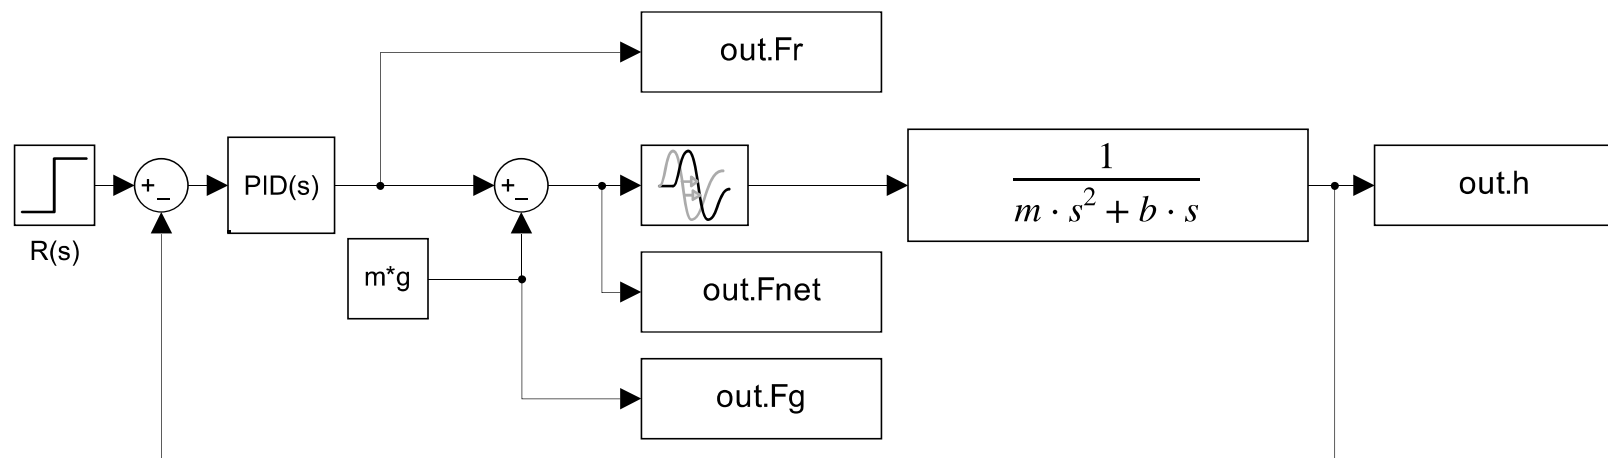 out.Fr
R(s)
+
−
PID(s)
+
−
1
m · s² + b · s
out.h
m*g
out.Fnet
out.Fg